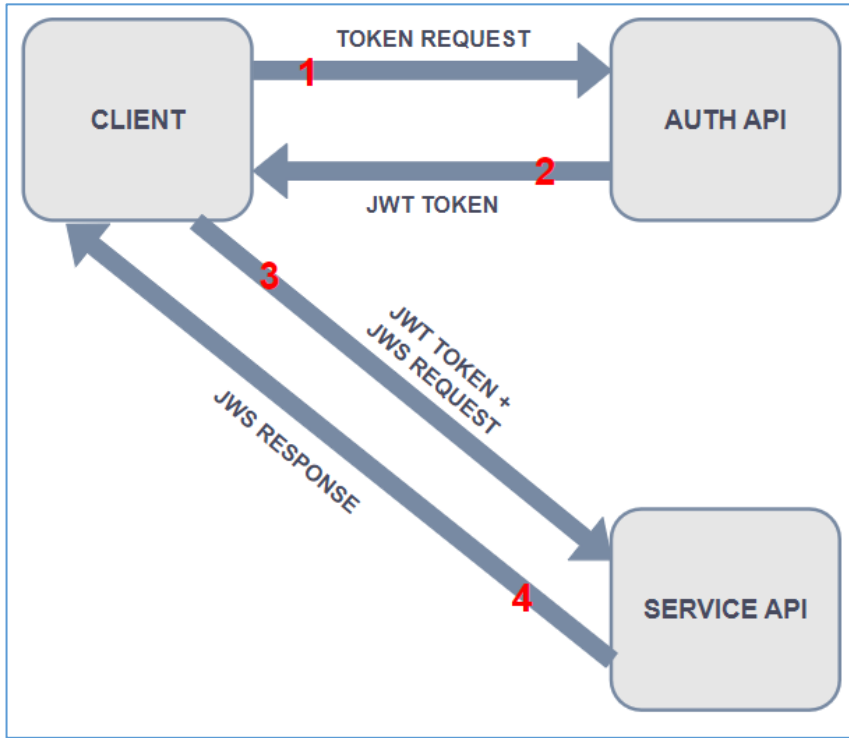 TOKEN REQUEST
1
CLIENT
AUTH API
2
JWT TOKEN
3
JWT TOKEN +
JWS REQUEST
JWS RESPONSE
4
SERVICE API